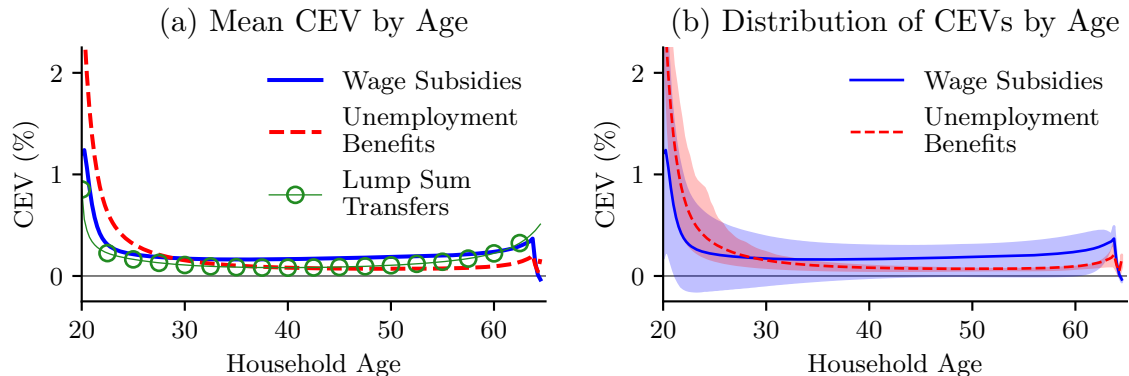 (a) Mean CEV by Age
CEV (%)
2
1
0
Wage Subsidies
Unemployment
Benefits
Lump Sum
Transfers
20 30 40 50 60
Household Age
(b) Distribution of CEVs by Age
CEV (%)
2
1
0
Wage Subsidies
Unemployment
Benefits
20 30 40 50 60
Household Age